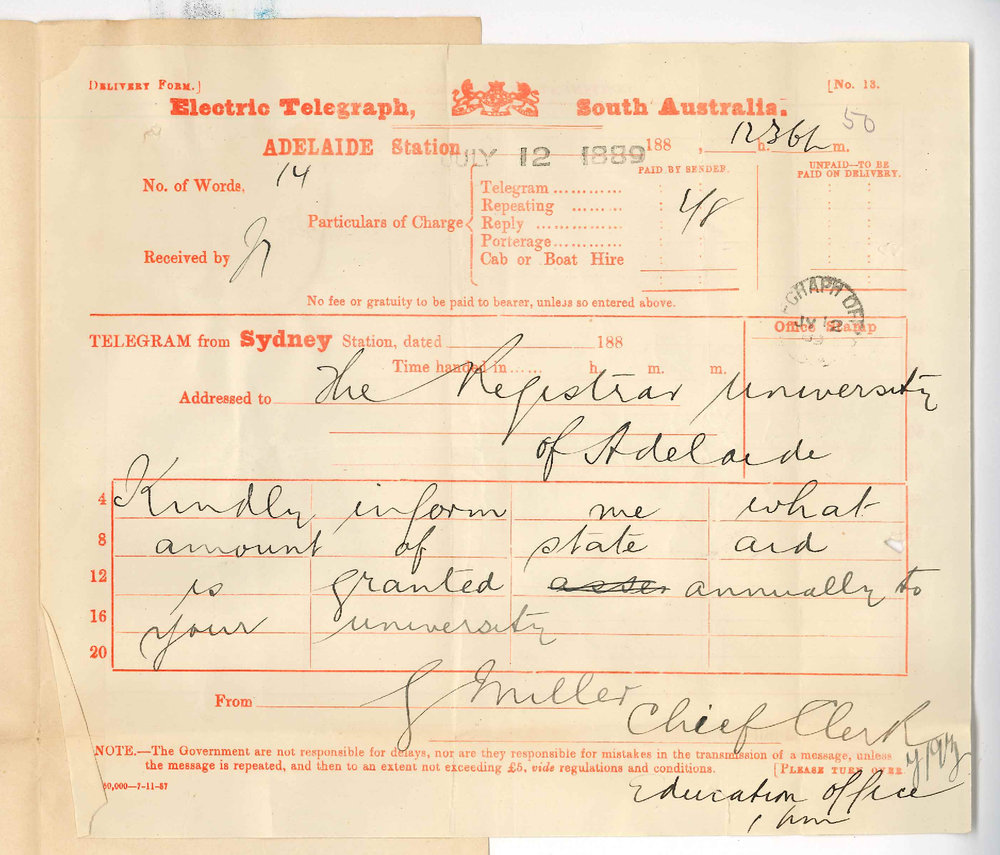 DELIVERY FORM.] [No. 13.
Electric Telegraph, South Australia.
50
ADELAIDE Station JULY 12 1889 188 , 12 h. 36 m.
No. of Words, 14
PAID BY SENDER. UNPAID—TO BE PAID ON DELIVERY.
Particulars of Charge
Telegram ............ 4/8
Repeating .........
Reply ...............
Porterage ............
Cab or Boat Hire
Received by
No fee or gratuity to be paid to bearer, unless so entered above.
TELEGRAM from Sydney Station, dated 188
Office Stamp
JY 12
Time handed in ...... h. m. m.
Addressed to The Registrar University
of Adelaide
4 Kindly inform me what
8 amount of state aid
12 is granted annually to
16 your university
20
From G Miller
Chief Clerk
NOTE.—The Government are not responsible for delays, nor are they responsible for mistakes in the transmission of a message, unless
the message is repeated, and then to an extent not exceeding £5, vide regulations and conditions. [PLEASE TURN OVER.
60,000—7-11-87
Education office